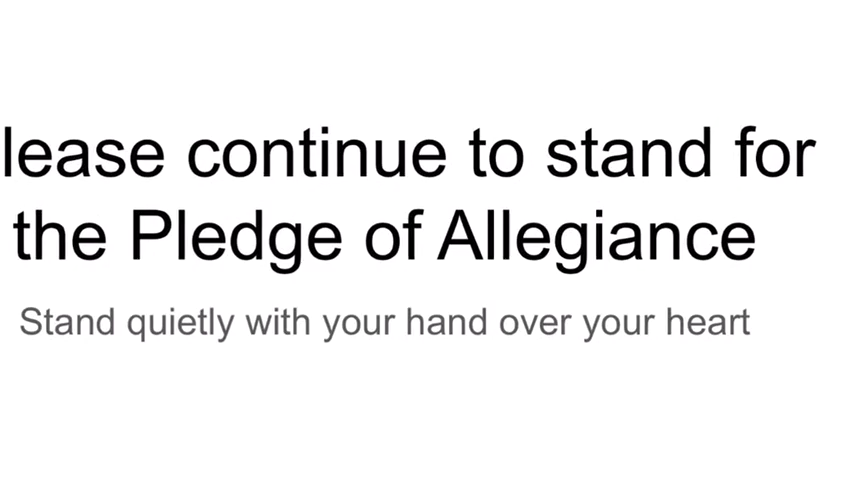 lease continue to stand for
the Pledge of Allegiance
Stand quietly with your hand over your heart